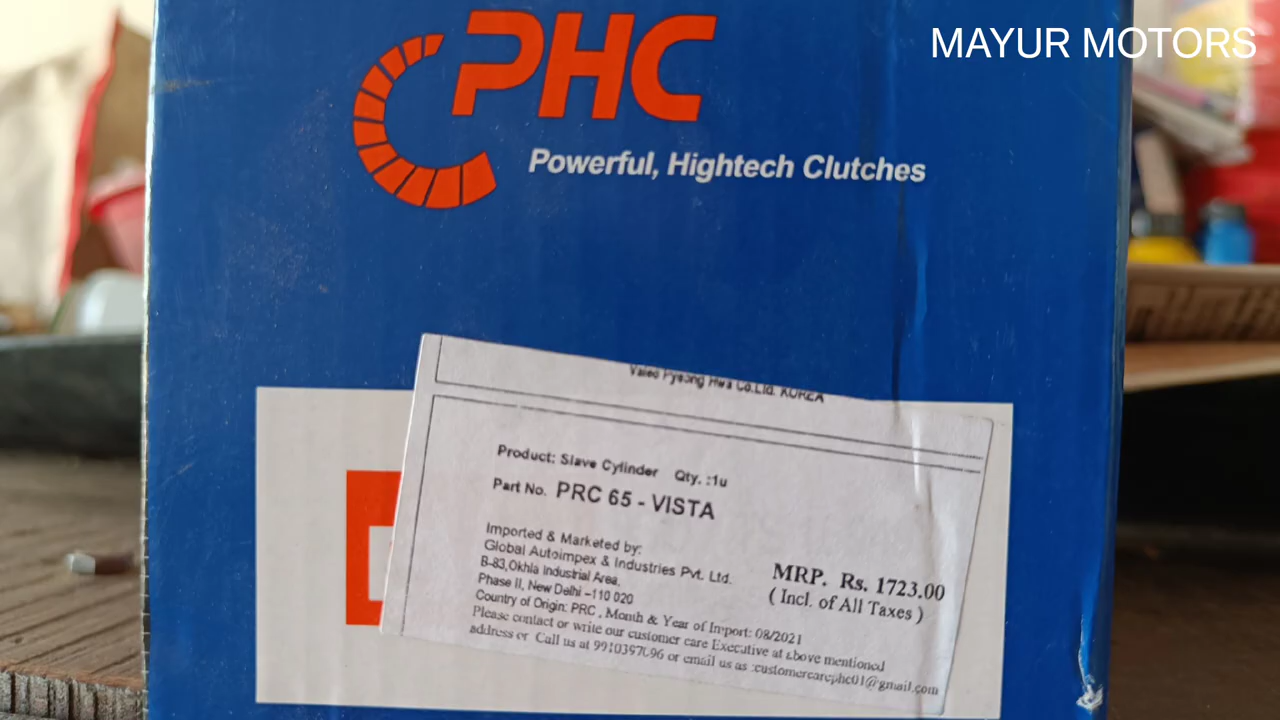 MAYUR MOTORS
PHC
Powerful, Hightech Clutches
Valeo Pyeong Hwa Co.Ltd. KOREA
Product: Slave Cylinder Qty. :1u
Part No. PRC 65 - VISTA
Imported & Marketed by:
Global Autoimpex & Industries Pvt. Ltd.
B-83,Okhla Industrial Area,
Phase II, New Delhi –110 020
MRP. Rs. 1723.00
( Incl. of All Taxes )
Country of Origin: PRC , Month & Year of Import: 08/2021
Please contact or write our customer care Executive at above mentioned
address or Call us at 9910397696 or email us as :customercarephc01@gmail.com